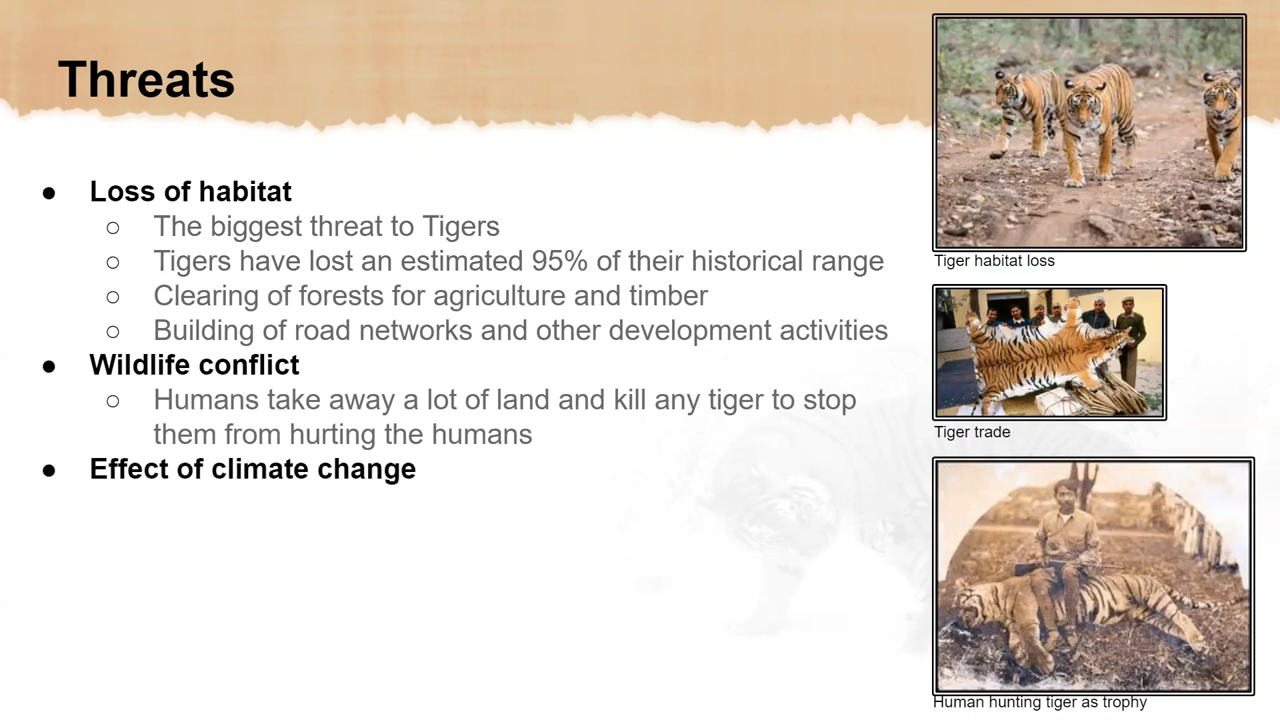 Threats
● Loss of habitat
○ The biggest threat to Tigers
○ Tigers have lost an estimated 95% of their historical range
○ Clearing of forests for agriculture and timber
○ Building of road networks and other development activities
● Wildlife conflict
○ Humans take away a lot of land and kill any tiger to stop
them from hurting the humans
● Effect of climate change
Tiger habitat loss
Tiger trade
Human hunting tiger as trophy